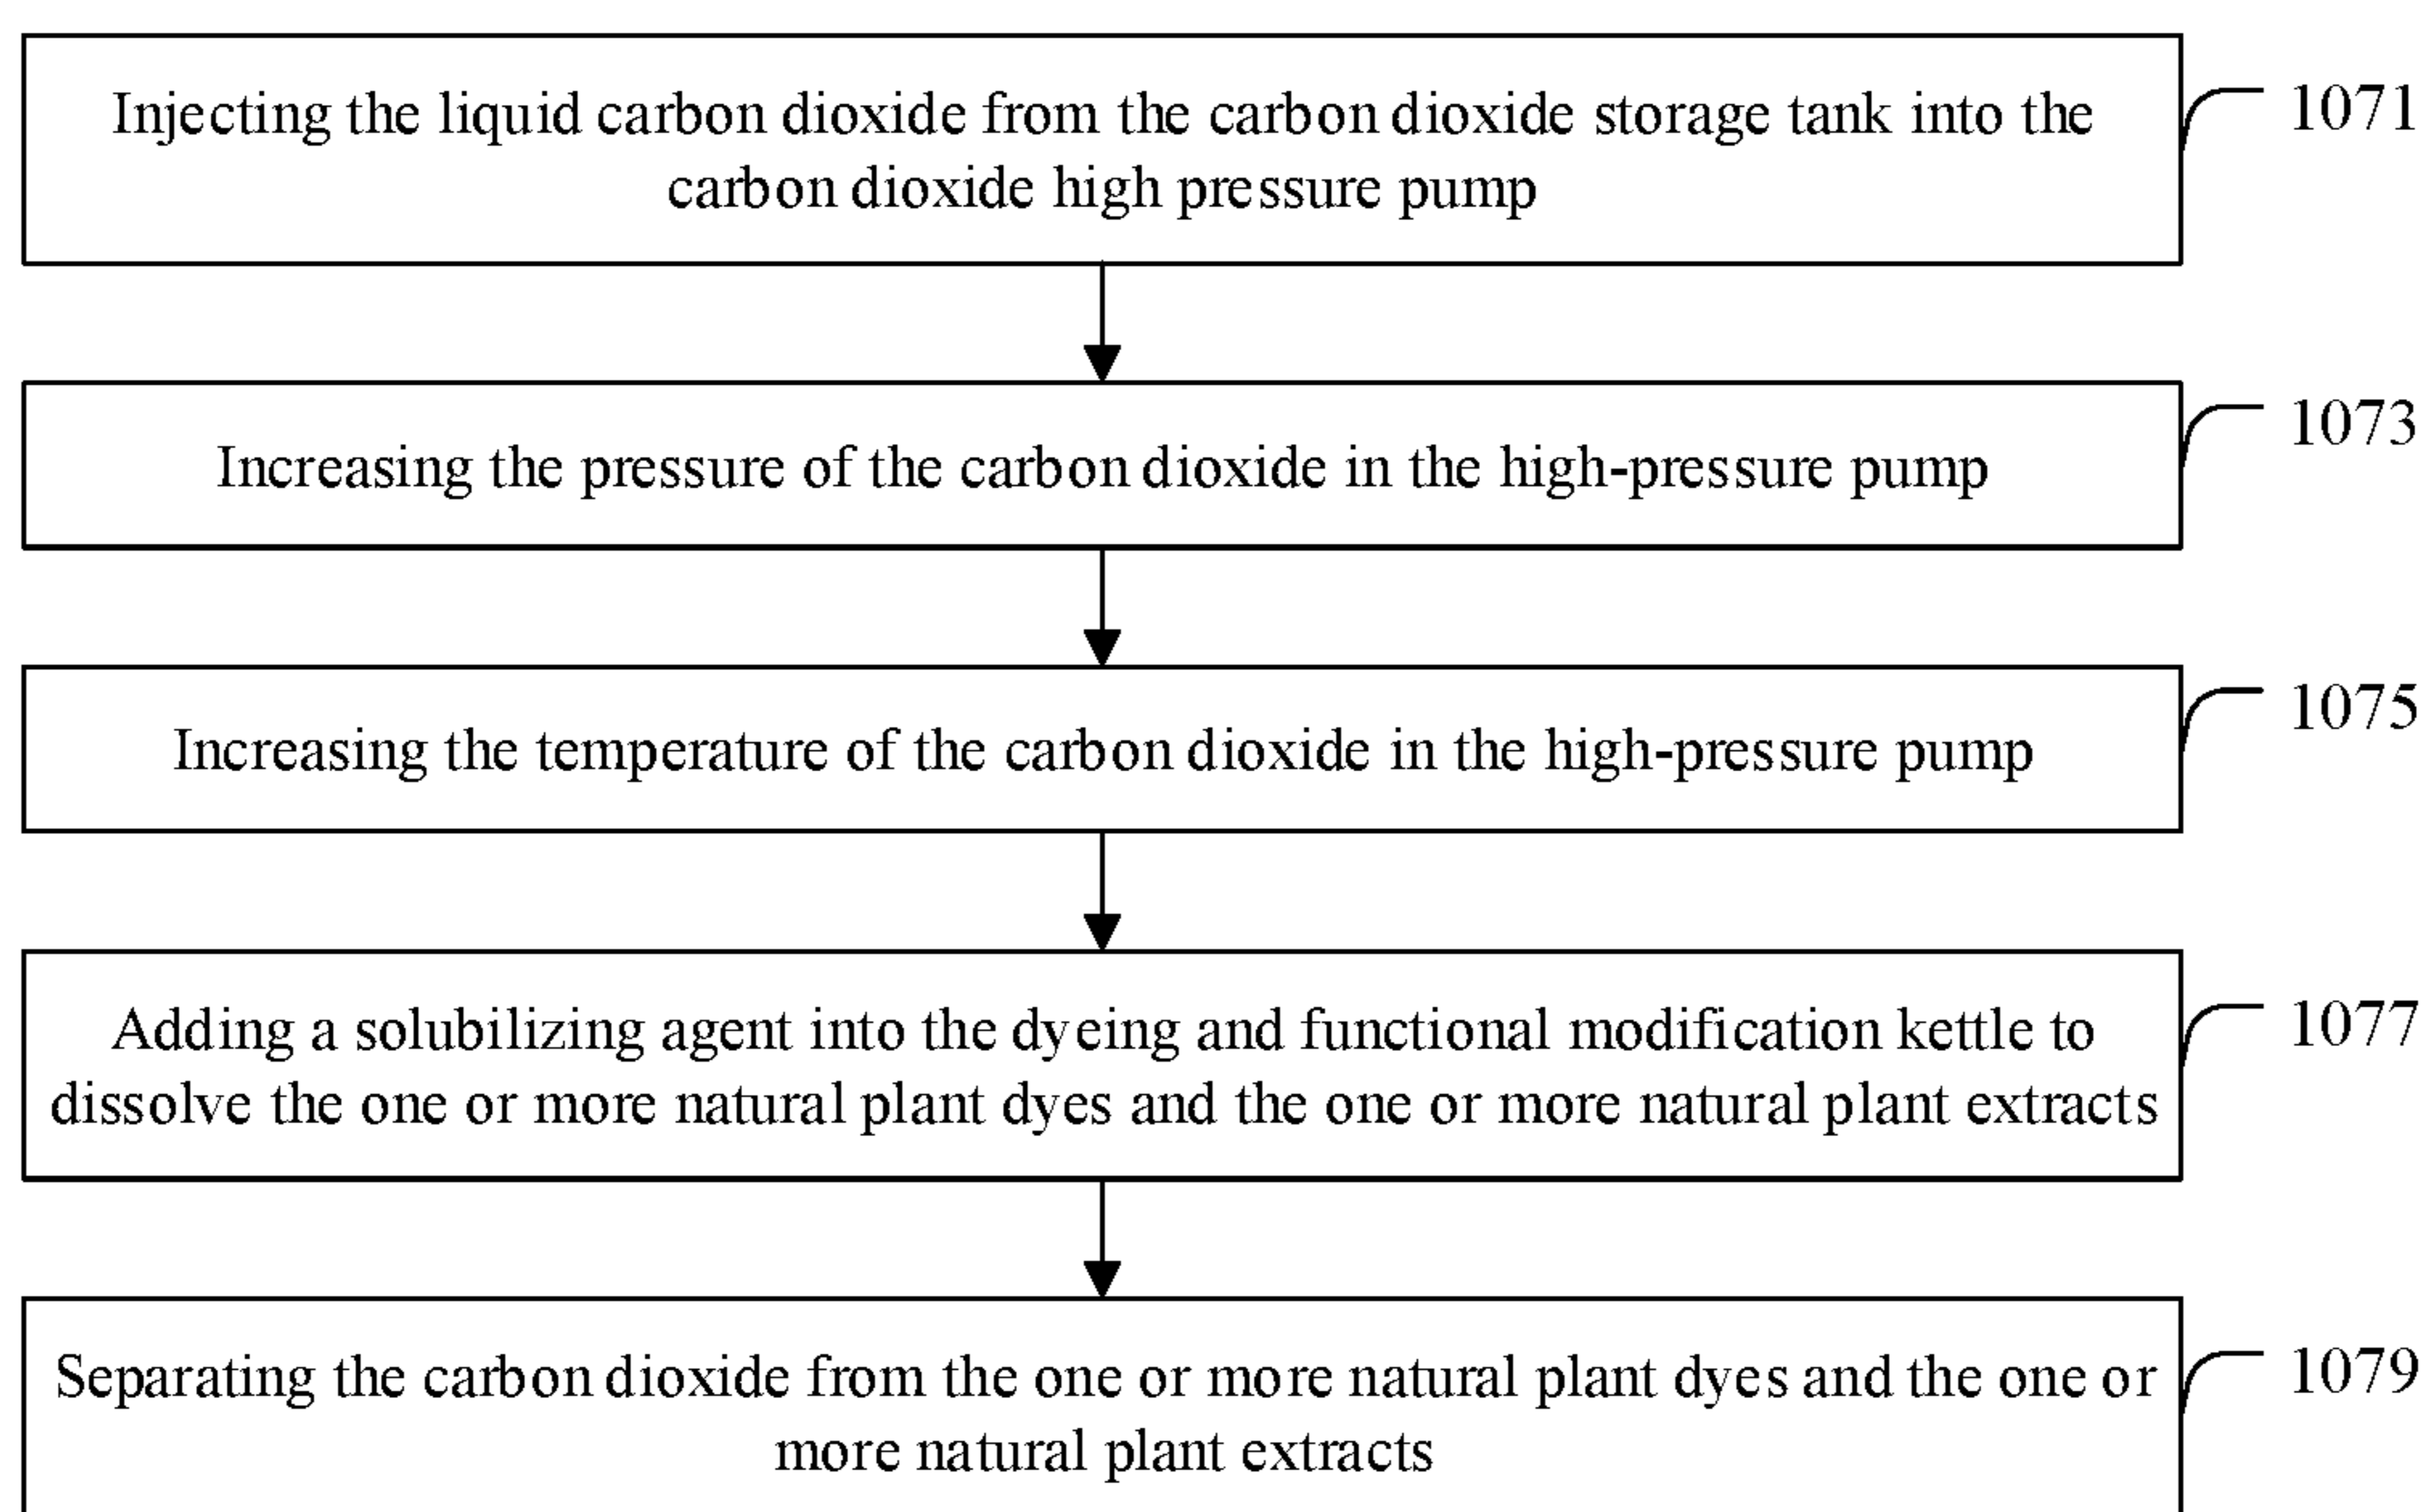 Injecting the liquid carbon dioxide from the carbon dioxide storage tank into the
carbon dioxide high pressure pump
1071
Increasing the pressure of the carbon dioxide in the high-pressure pump
1073
Increasing the temperature of the carbon dioxide in the high-pressure pump
1075
Adding a solubilizing agent into the dyeing and functional modification kettle to
dissolve the one or more natural plant dyes and the one or more natural plant extracts
1077
Separating the carbon dioxide from the one or more natural plant dyes and the one or
more natural plant extracts
1079